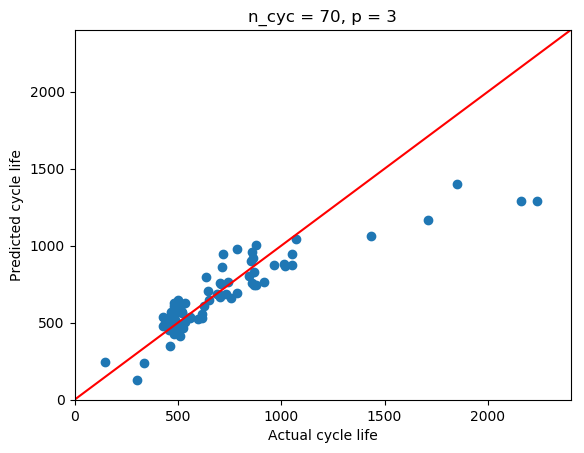 n_cyc = 70, p = 3
Predicted cycle life
2000
1500
1000
500
0
0 500 1000 1500 2000
Actual cycle life